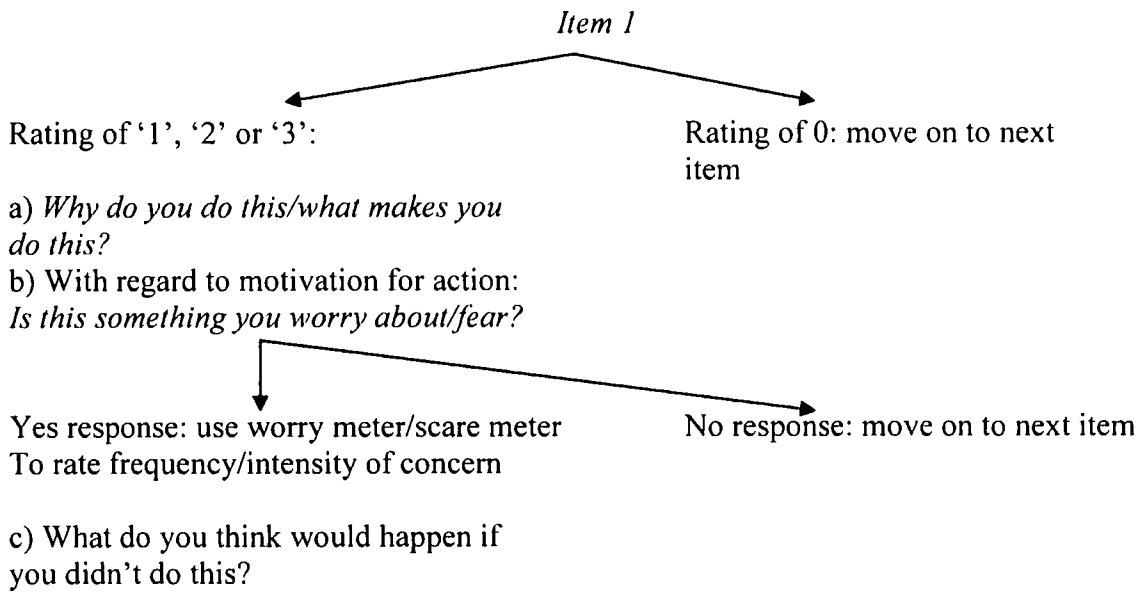 Item 1
Rating of ‘1’, ‘2’ or ‘3’:
Rating of 0: move on to next
item
a) Why do you do this/what makes you
do this?
b) With regard to motivation for action:
Is this something you worry about/fear?
Yes response: use worry meter/scare meter
To rate frequency/intensity of concern
No response: move on to next item
c) What do you think would happen if
you didn’t do this?